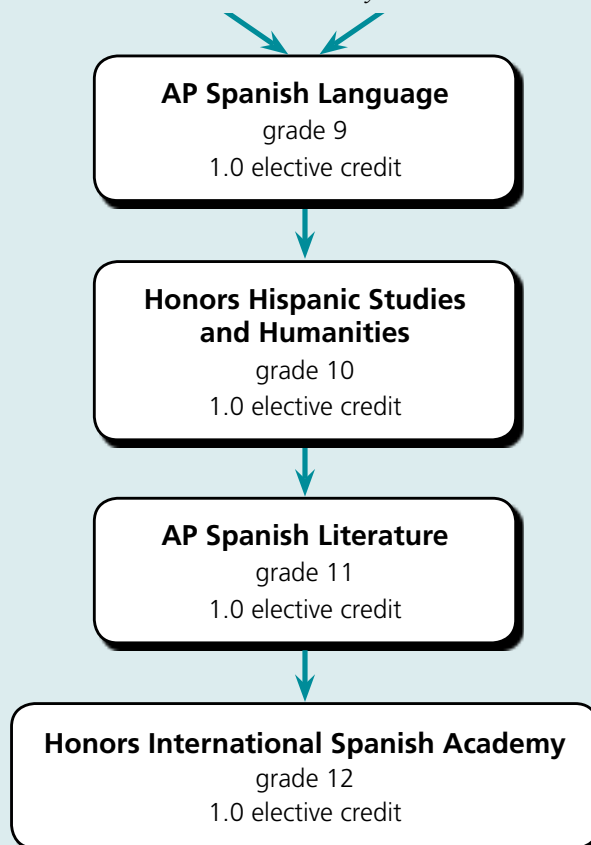 AP Spanish Language
grade 9
1.0 elective credit
Honors Hispanic Studies
and Humanities
grade 10
1.0 elective credit
AP Spanish Literature
grade 11
1.0 elective credit
Honors International Spanish Academy
grade 12
1.0 elective credit